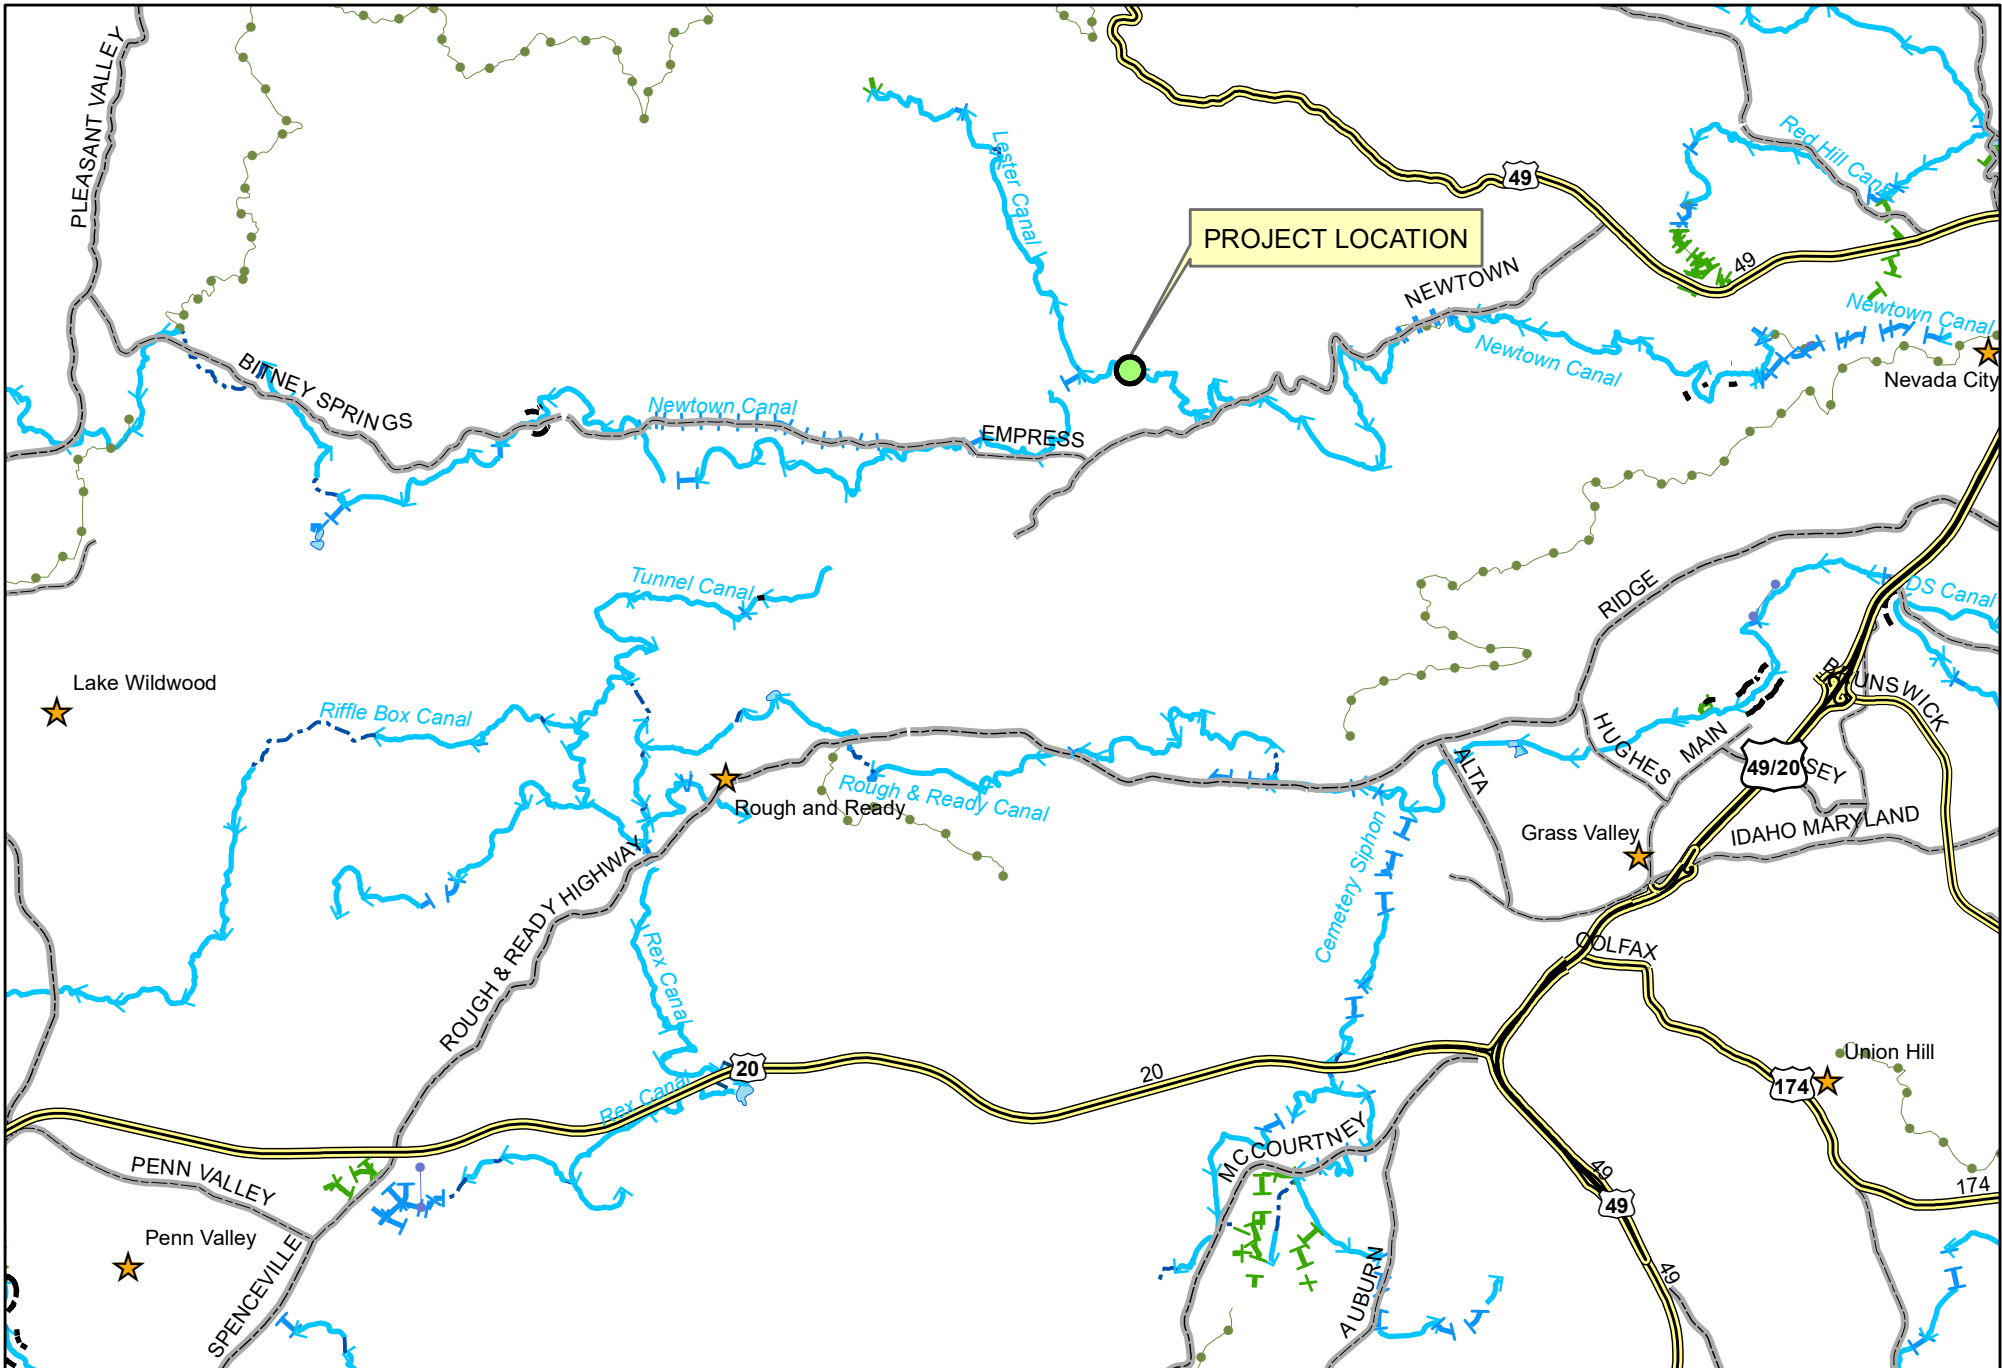 PLEASANT VALLEY
Lester Canal
49
Red Hill Canal
PROJECT LOCATION
NEWTOWN
49
Newtown Canal
Newtown Canal
Nevada City
BITNEY SPRINGS
Newtown Canal
EMPRESS
Tunnel Canal
RIDGE
DS Canal
Lake Wildwood
Riffle Box Canal
BRUNSWICK
HUGHES
MAIN
ALTA
49/20
SEY
Rough & Ready Canal
Rough and Ready
Cemetery Siphon
Grass Valley
IDAHO MARYLAND
ROUGH & READY HIGHWAY
Rex Canal
COLFAX
20
20
Union Hill
174
Rex Canal
MCCOURTNEY
PENN VALLEY
49
49
174
Penn Valley
SPENCEVILLE
AUBURN
49